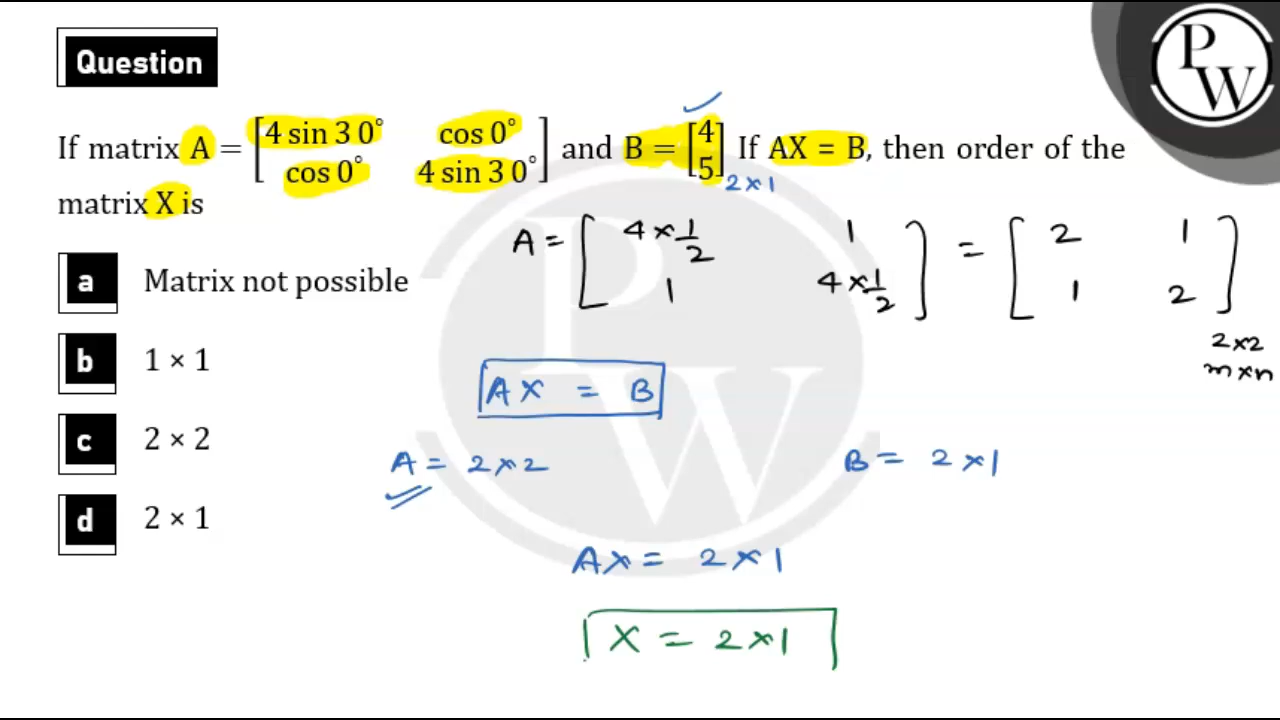 Question
PW
If matrix A = [4 sin 30° cos 0°
cos 0° 4 sin 30°] and B = [4
5] If AX = B, then order of the
2×1
matrix X is
A = [4×1/2 1
1 4×1/2] = [2 1
1 2]
2×2
m×n
a Matrix not possible
b 1 × 1
c 2 × 2
d 2 × 1
AX = B
A = 2×2
B = 2×1
AX = 2×1
X = 2×1
PW